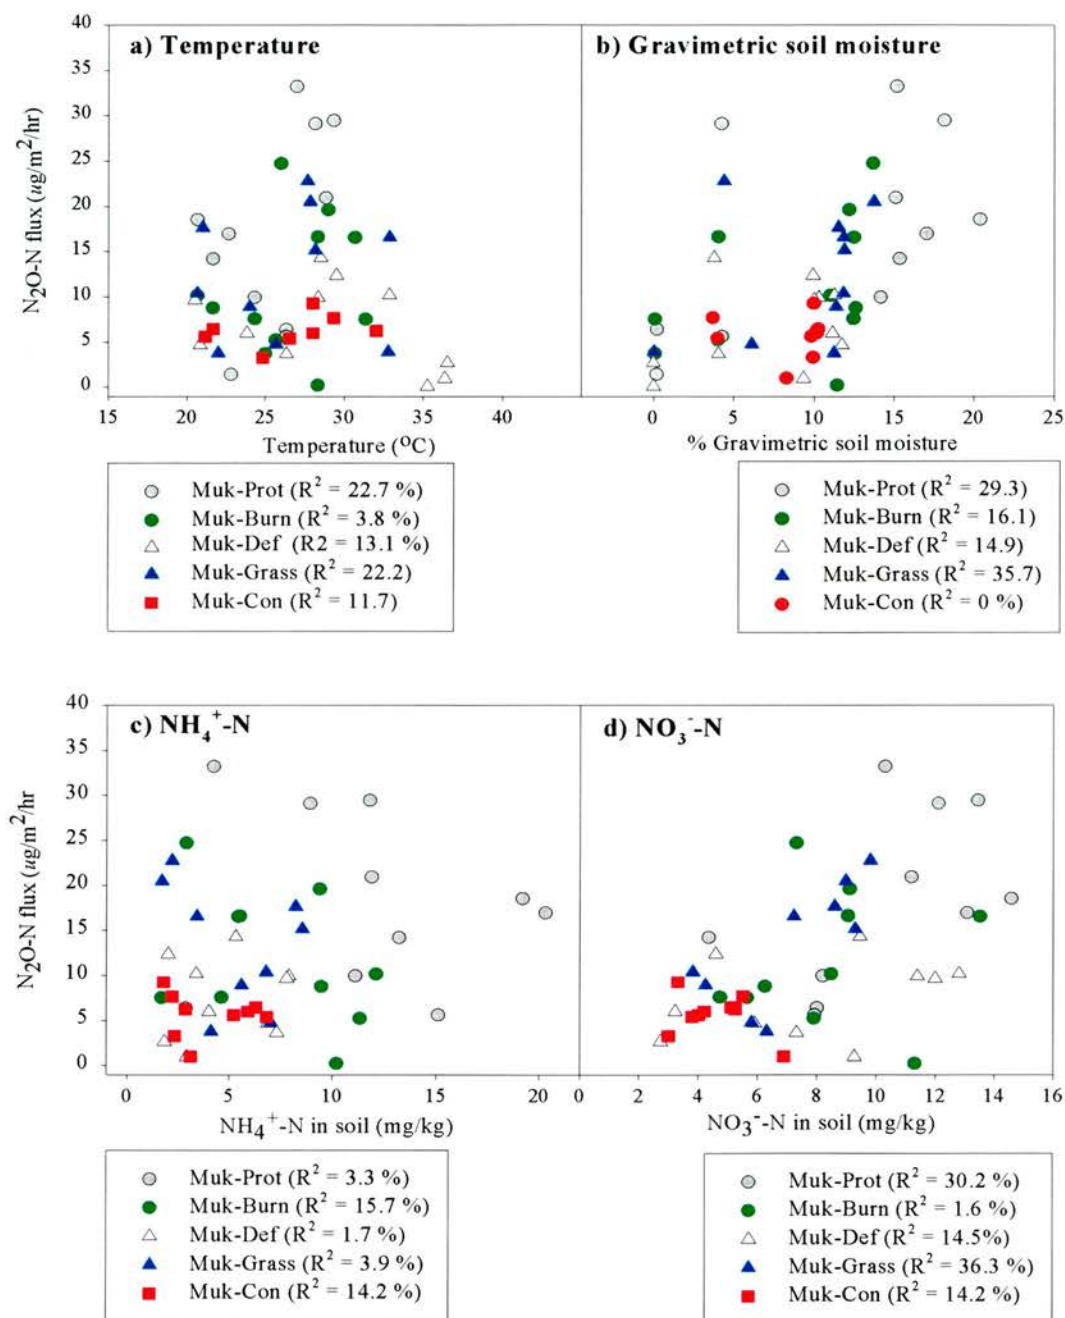 a) Temperature
b) Gravimetric soil moisture
N₂O-N flux (ug/m²/hr)
40
35
30
25
20
15
10
5
0
15 20 25 30 35 40
Temperature (°C)
0 5 10 15 20 25
% Gravimetric soil moisture
Muk-Prot (R² = 22.7 %)
Muk-Burn (R² = 3.8 %)
Muk-Def (R2 = 13.1 %)
Muk-Grass (R² = 22.2)
Muk-Con (R² = 11.7)
Muk-Prot (R² = 29.3)
Muk-Burn (R² = 16.1)
Muk-Def (R² = 14.9)
Muk-Grass (R² = 35.7)
Muk-Con (R² = 0 %)
c) NH₄⁺-N
d) NO₃⁻-N
N₂O-N flux (ug/m²/hr
40
35
30
25
20
15
10
5
0
0 5 10 15 20
NH₄⁺-N in soil (mg/kg)
0 2 4 6 8 10 12 14 16
NO₃⁻-N in soil (mg/kg)
Muk-Prot (R² = 3.3 %)
Muk-Burn (R² = 15.7 %)
Muk-Def (R² = 1.7 %)
Muk-Grass (R² = 3.9 %)
Muk-Con (R² = 14.2 %)
Muk-Prot (R² = 30.2 %)
Muk-Burn (R² = 1.6 %)
Muk-Def (R² = 14.5%)
Muk-Grass (R² = 36.3 %)
Muk-Con (R² = 14.2 %)